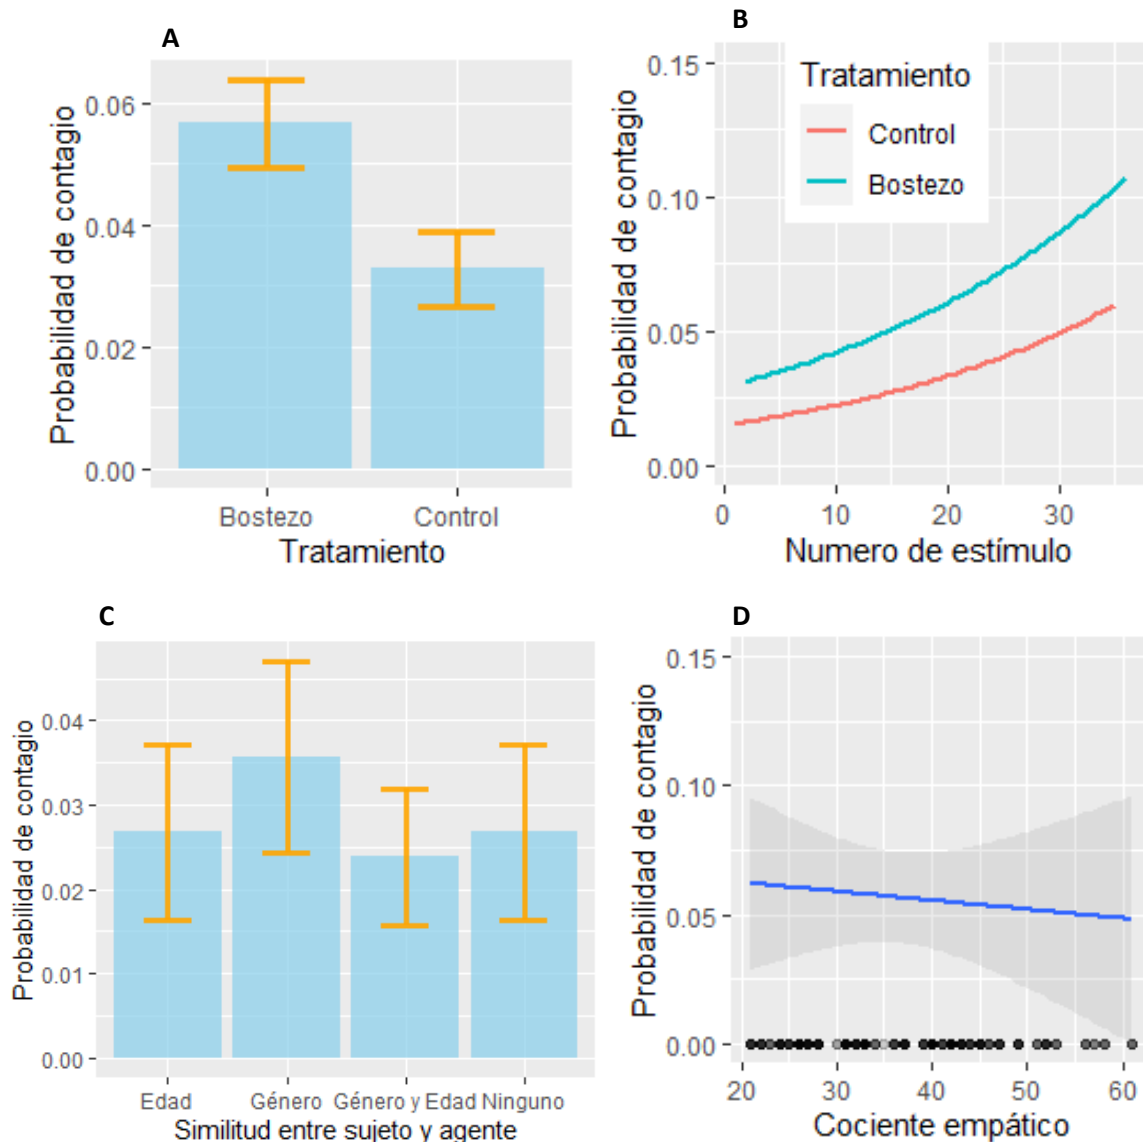 A
Probabilidad de contagio
0.06
0.04
0.02
0.00
Bostezo Control
Tratamiento
B
Probabilidad de contagio
0.15
0.10
0.05
0.00
Tratamiento
Control
Bostezo
0 10 20 30
Numero de estímulo
C
Probabilidad de contagio
0.04
0.03
0.02
0.01
0.00
Edad Género Género y Edad Ninguno
Similitud entre sujeto y agente
D
Probabilidad de contagio
0.15
0.10
0.05
0.00
20 30 40 50 60
Cociente empático